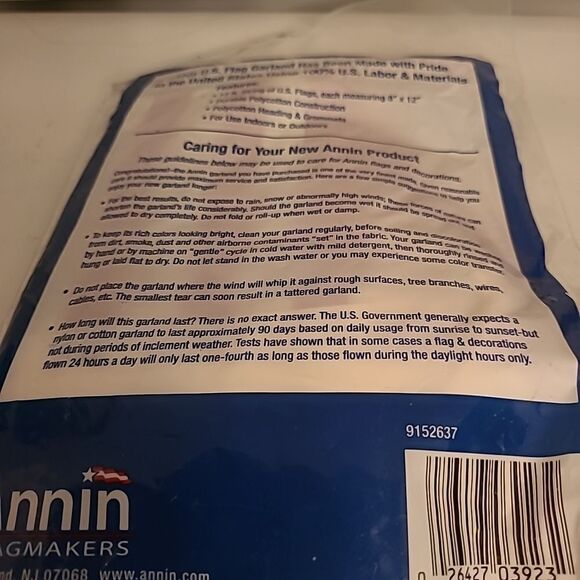 U.S. Flag Garland Has Been Made with Pride
in the United States Using 100% U.S. Labor & Materials
Features:
of U.S. Flags, each measuring 8" x 12"
• Durable Polycotton Construction
• Polycotton Heading & Grommets
• For Use Indoors or Outdoors
Caring for Your New Annin Product
These guidelines below may be used to care for Annin flags and decorations.
Congratulations!-the Annin garland you have purchased is one of the very finest made. Given reasonable
care it should provide maximum service and satisfaction. Here are a few simple suggestions to help you
enjoy your new garland longer:
• For the best results, do not expose to rain, snow or abnormally high winds; these forces of nature can
shorten the garland's life considerably. Should the garland become wet it should be spread out and
allowed to dry completely. Do not fold or roll-up when wet or damp.
• To keep its rich colors looking bright, clean your garland regularly, before soiling and discoloration
from dirt, smoke, dust and other airborne contaminants "set" in the fabric. Your garland can be washed
by hand or by machine on "gentle" cycle in cold water with mild detergent, then thoroughly rinsed and
hung or laid flat to dry. Do not let stand in the wash water or you may experience some color transfer.
• Do not place the garland where the wind will whip it against rough surfaces, tree branches, wires,
cables, etc. The smallest tear can soon result in a tattered garland.
• How long will this garland last? There is no exact answer. The U.S. Government generally expects a
nylon or cotton garland to last approximately 90 days based on daily usage from sunrise to sunset-but
not during periods of inclement weather. Tests have shown that in some cases a flag & decorations
flown 24 hours a day will only last one-fourth as long as those flown during the daylight hours only.
9152637
Annin
AGMAKERS
nd, NJ 07068 www.annin.com
0 26427 03923